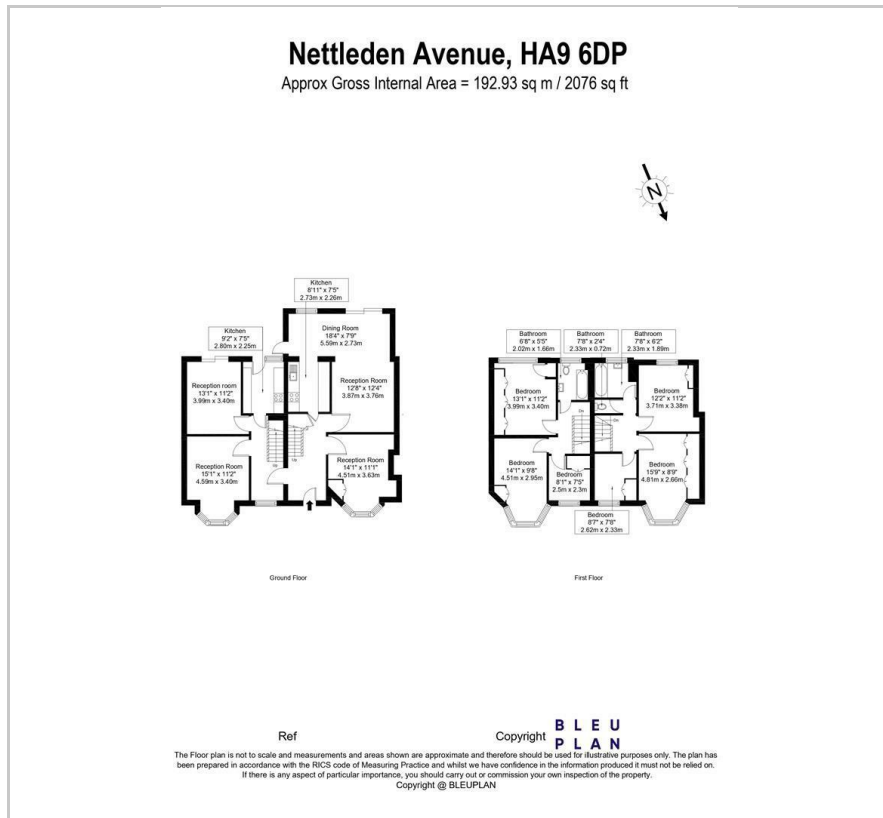 Nettleden Avenue, HA9 6DP
Approx Gross Internal Area = 192.93 sq m / 2076 sq ft
N
Kitchen
8'11" x 7'5"
2.73m x 2.26m
Kitchen
9'2" x 7'5"
2.80m x 2.25m
Dining Room
18'4" x 7'9"
5.59m x 2.73m
Reception room
13'1" x 11'2"
3.99m x 3.40m
Reception Room
12'8" x 12'4"
3.87m x 3.76m
Reception Room
15'1" x 11'2"
4.59m x 3.40m
Reception Room
14'1" x 11'1"
4.51m x 3.63m
Up
Up
Ground Floor
Bathroom
6'8" x 5'5"
2.02m x 1.66m
Bathroom
7'8" x 2'4"
2.33m x 0.72m
Bathroom
7'8" x 6'2"
2.33m x 1.89m
Bedroom
13'1" x 11'2"
3.99m x 3.40m
Bedroom
12'2" x 11'2"
3.71m x 3.38m
Dn
Dn
Bedroom
14'1" x 9'8"
4.51m x 2.95m
Bedroom
8'1" x 7'5"
2.5m x 2.3m
Bedroom
15'9" x 8'9"
4.81m x 2.66m
Bedroom
8'7" x 7'8"
2.62m x 2.33m
First Floor
Ref
Copyright
BLEU
PLAN
The Floor plan is not to scale and measurements and areas shown are approximate and therefore should be used for illustrative purposes only. The plan has
been prepared in accordance with the RICS code of Measuring Practice and whilst we have confidence in the information produced it must not be relied on.
If there is any aspect of particular importance, you should carry out or commission your own inspection of the property.
Copyright @ BLEUPLAN